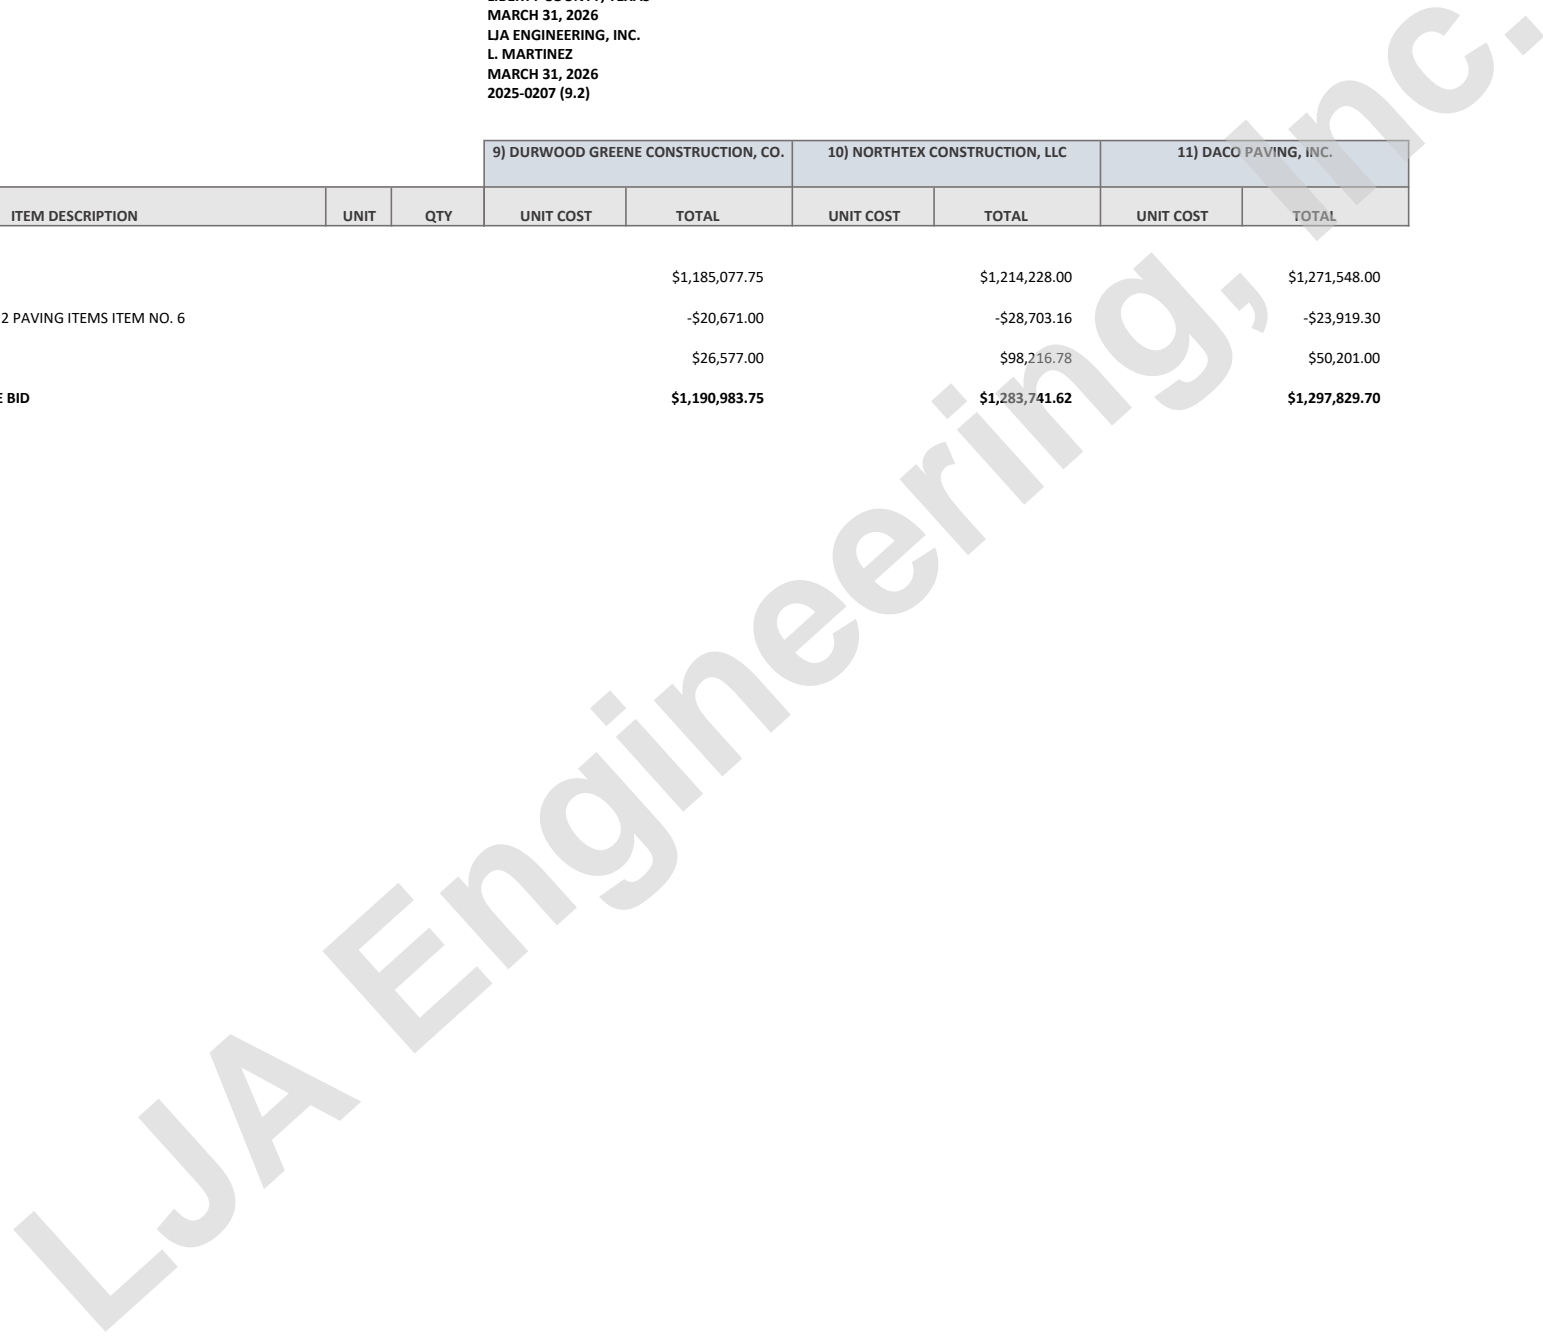 MARCH 31, 2026
LJA ENGINEERING, INC.
L. MARTINEZ
MARCH 31, 2026
2025-0207 (9.2)
9) DURWOOD GREENE CONSTRUCTION, CO. 10) NORTHTEX CONSTRUCTION, LLC 11) DACO PAVING, INC.
ITEM DESCRIPTION UNIT QTY UNIT COST TOTAL UNIT COST TOTAL UNIT COST TOTAL
$1,185,077.75 $1,214,228.00 $1,271,548.00
2 PAVING ITEMS ITEM NO. 6 -$20,671.00 -$28,703.16 -$23,919.30
$26,577.00 $98,216.78 $50,201.00
BID $1,190,983.75 $1,283,741.62 $1,297,829.70
LJA Engineering, Inc.